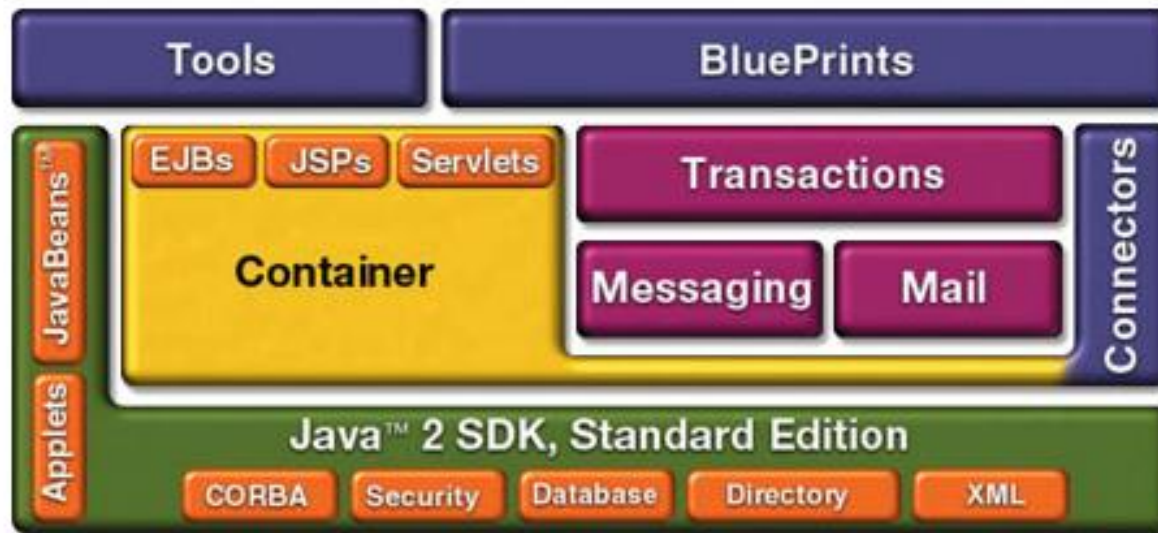 Tools
BluePrints
EJBs
JSPs
Servlets
Container
Transactions
Messaging
Mail
Connectors
JavaBeans™
Applets
Java™ 2 SDK, Standard Edition
CORBA
Security
Database
Directory
XML